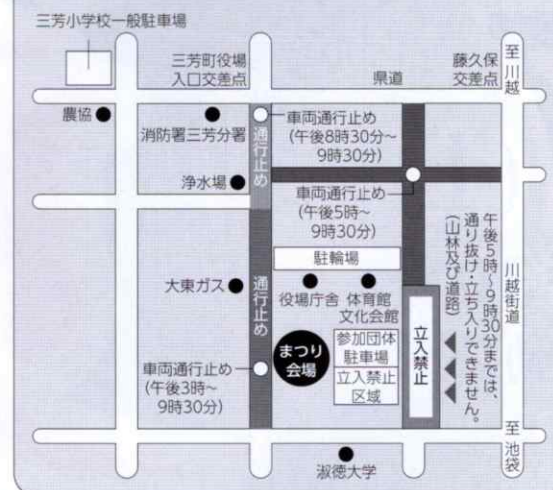 三芳小学校一般駐車場
三芳町役場
入口交差点
県道
藤久保
交差点
至川越
農協
消防署三芳分署
通行止め
車両通行止め
(午後8時30分～
9時30分)
浄水場
車両通行止め
(午後5時～
9時30分)
駐輪場
大東ガス
通行止め
役場庁舎
体育館
文化会館
まつり
会場
参加団体
駐車場
立入禁止
区域
立入禁止
午後5時～9時30分までは、
通り抜け・立ち入りできません。
(山林及び道路)
川越街道
車両通行止め
(午後3時～
9時30分)
至池袋
淑徳大学